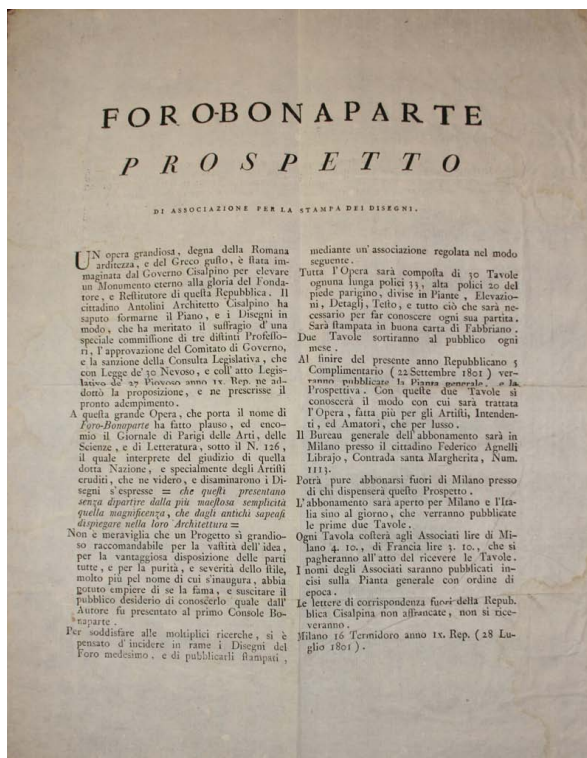 FORO-BONAPARTE
PROSPETTO
DI ASSOCIAZIONE PER LA STAMPA DEI DISEGNI.
UN opera grandiosa, degna della Romana
arditezza, e del Greco gusto, è stata im-
maginata dal Governo Cisalpino per elevare
un Monumento eterno alla gloria del Fonda-
tore, e Restitutore di questa Repubblica. Il
cittadino Antolini Architetto Cisalpino ha
saputo formarne il Piano, e i Disegni in
modo, che ha meritato il suffragio d'una
speciale commissione di tre distinti Professo-
ri, l'approvazione del Comitato di Governo,
e la sanzione della Consulta Legislativa, che
con Legge de' 30 Nevoso, e coll' atto Legis-
lativo de' 27 Piovoso anno IX. Rep. ne ad-
dottò la proposizione, e ne prescrisse il
pronto adempimento.
A questa grande Opera, che porta il nome di
Foro-Bonaparte ha fatto plauso, ed enco-
mio il Giornale di Parigi delle Arti, delle
Scienze, e di Letteratura, sotto il N. 126,
il quale interprete del giudizio di quella
dotta Nazione, e specialmente degli Artisti
eruditi, che ne videro, e disaminarono i Di-
segni s'espresse = che questi presentano
senza dipartire dalla più maestosa semplicità
quella magnificenza, che dagli antichi sapeasi
dispiegare nella loro Architettura =
Non è meraviglia che un Progetto sì grandio-
so raccomandabile per la vastità dell'idea,
per la vantaggiosa disposizione delle parti
tutte, e per la purità, e severità dello stile,
molto più pel nome di cui s'inaugura, abbia
potuto empiere di se la fama, e suscitare il
pubblico desiderio di conoscerlo quale dall'
Autore fu presentato al primo Console Bo-
naparte.
Per soddisfare alle moltiplici ricerche, si è
pensato d'incidere in rame i Disegni del
Foro medesimo, e di pubblicarli stampati,
mediante un' associazione regolata nel modo
seguente.
Tutta l'Opera sarà composta di 30 Tavole
ognuna lunga polici 33, alta polici 20 del
piede parigino, divise in Piante, Elevazio-
ni, Detaglj, Testo, e tutto ciò che sarà ne-
cessario per far conoscere ogni sua partita.
Sarà stampata in buona carta di Fabbriano.
Due Tavole sortiranno al pubblico ogni
mese.
Al finire del presente anno Repubblicano 5
Complimentario (22 Settembre 1801) ver-
ranno pubblicate la Pianta generale, e la
Prospettiva. Con queste due Tavole si
conoscerà il modo con cui sarà trattata
l'Opera, fatta più per gli Artisti, Intenden-
ti, ed Amatori, che per lusso.
Il Bureau generale dell'abbonamento sarà in
Milano presso il cittadino Federico Agnelli
Librajo, Contrada santa Margherita, Num.
1113.
Potrà pure abbonarsi fuori di Milano presso
di chi dispenserà questo Prospetto.
L'abbonamento sarà aperto per Milano e l'Ita-
lia sino al giorno, che verranno pubblicate
le prime due Tavole.
Ogni Tavola costerà agli Associati lire di Mi-
lano 4. 10., di Francia lire 3. 10., che si
pagheranno all'atto del ricevere le Tavole.
I nomi degli Associati saranno pubblicati in-
cisi sulla Pianta generale con ordine di
epoca.
Le lettere di corrispondenza fuori della Repub.
blica Cisalpina non affrancate, non si rice-
veranno.
Milano 16 Termidoro anno IX. Rep. (28 Lu-
glio 1801).